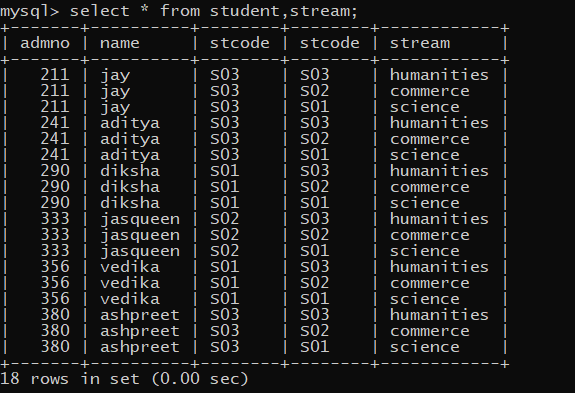 mysql> select * from student,stream;
+-------+----------+--------+--------+------------+
| admno | name     | stcode | stcode | stream     |
+-------+----------+--------+--------+------------+
|   211 | jay      | S03    | S03    | humanities |
|   211 | jay      | S03    | S02    | commerce   |
|   211 | jay      | S03    | S01    | science    |
|   241 | aditya   | S03    | S03    | humanities |
|   241 | aditya   | S03    | S02    | commerce   |
|   241 | aditya   | S03    | S01    | science    |
|   290 | diksha   | S01    | S03    | humanities |
|   290 | diksha   | S01    | S02    | commerce   |
|   290 | diksha   | S01    | S01    | science    |
|   333 | jasqueen | S02    | S03    | humanities |
|   333 | jasqueen | S02    | S02    | commerce   |
|   333 | jasqueen | S02    | S01    | science    |
|   356 | vedika   | S01    | S03    | humanities |
|   356 | vedika   | S01    | S02    | commerce   |
|   356 | vedika   | S01    | S01    | science    |
|   380 | ashpreet | S03    | S03    | humanities |
|   380 | ashpreet | S03    | S02    | commerce   |
|   380 | ashpreet | S03    | S01    | science    |
+-------+----------+--------+--------+------------+
18 rows in set (0.00 sec)